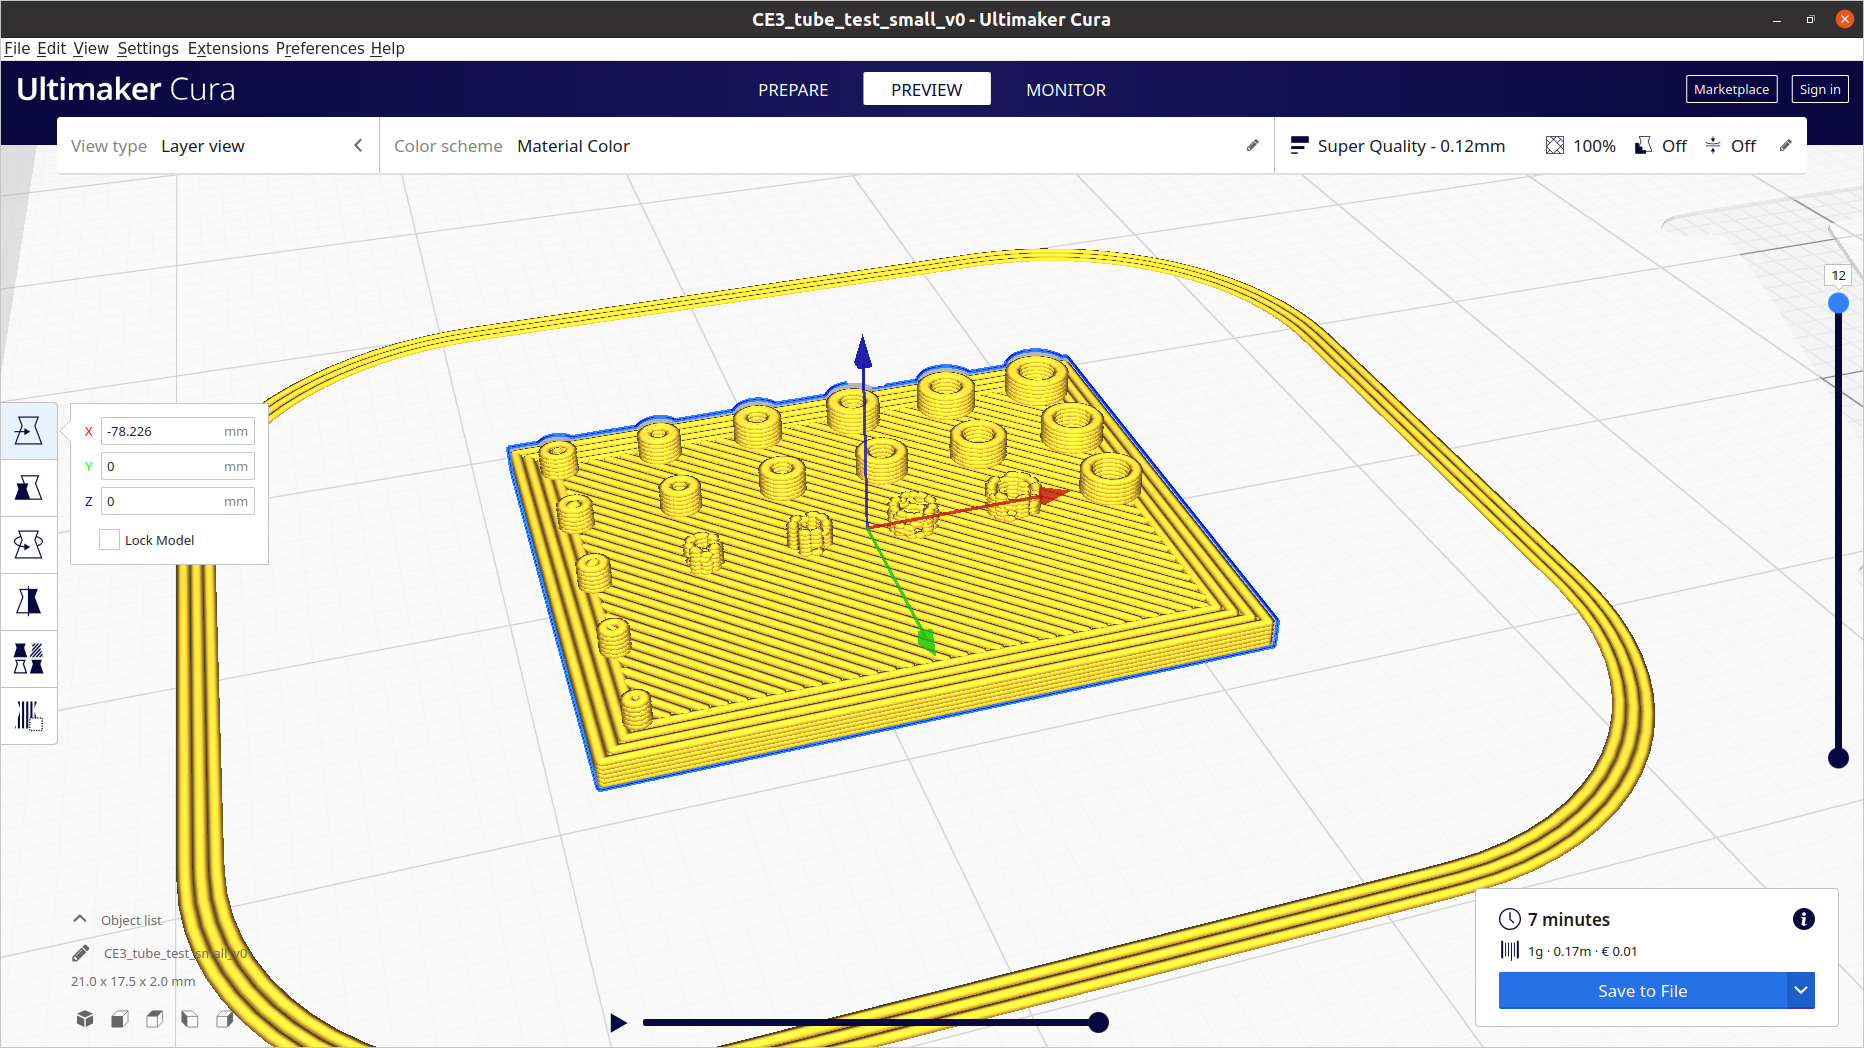 CE3_tube_test_small_v0 - Ultimaker Cura
File Edit View Settings Extensions Preferences Help
Ultimaker Cura
PREPARE PREVIEW MONITOR
Marketplace Sign in
View type Layer view
Color scheme Material Color
Super Quality - 0.12mm 100% Off Off
12
X -78.226 mm
Y 0 mm
Z 0 mm
Lock Model
Object list
CE3_tube_test_small_v0
21.0 x 17.5 x 2.0 mm
7 minutes
1g · 0.17m · € 0.01
Save to File